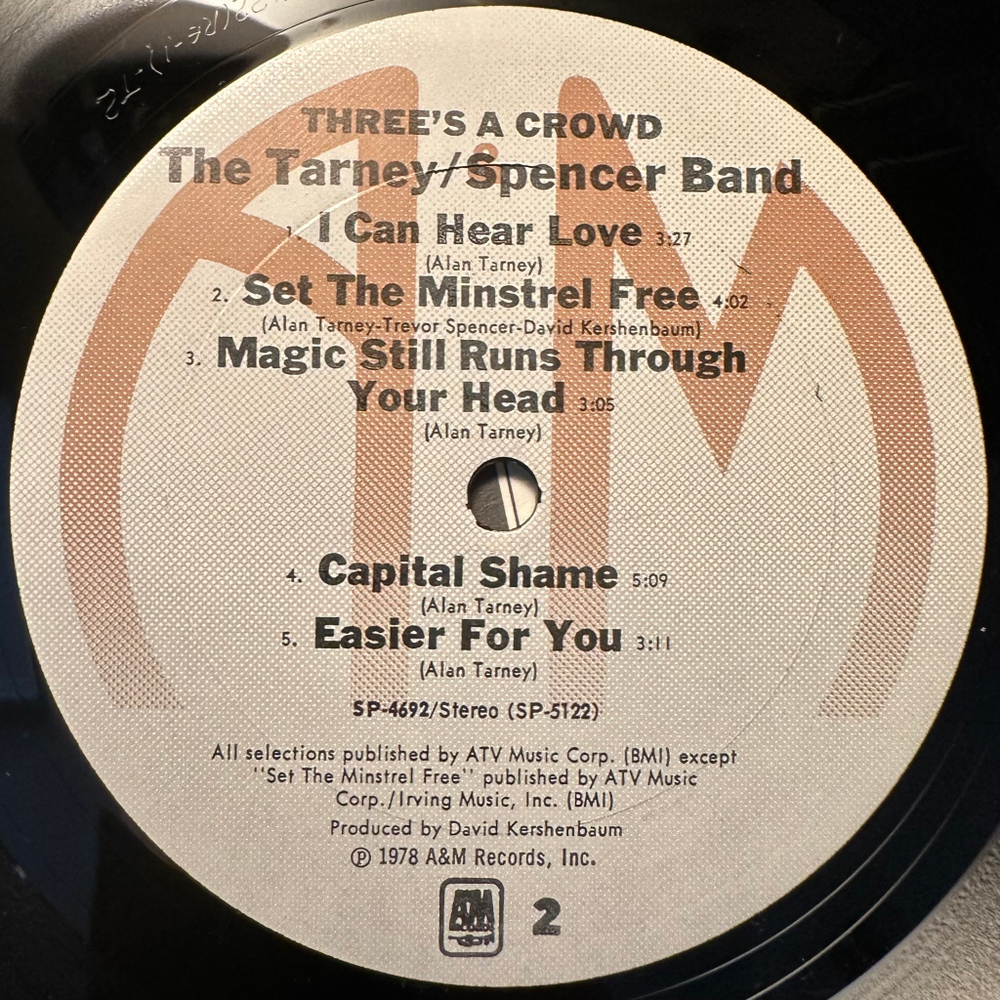 THREE'S A CROWD
The Tarney/Spencer Band
1. I Can Hear Love 3:27
(Alan Tarney)
2. Set The Minstrel Free 4:02
(Alan Tarney-Trevor Spencer-David Kershenbaum)
3. Magic Still Runs Through
Your Head 3:05
(Alan Tarney)
4. Capital Shame 5:09
(Alan Tarney)
5. Easier For You 3:11
(Alan Tarney)
SP-4692/Stereo (SP-5122)
All selections published by ATV Music Corp. (BMI) except
"Set The Minstrel Free" published by ATV Music
Corp./Irving Music, Inc. (BMI)
Produced by David Kershenbaum
℗ 1978 A&M Records, Inc.
A&M
RECORDS
2